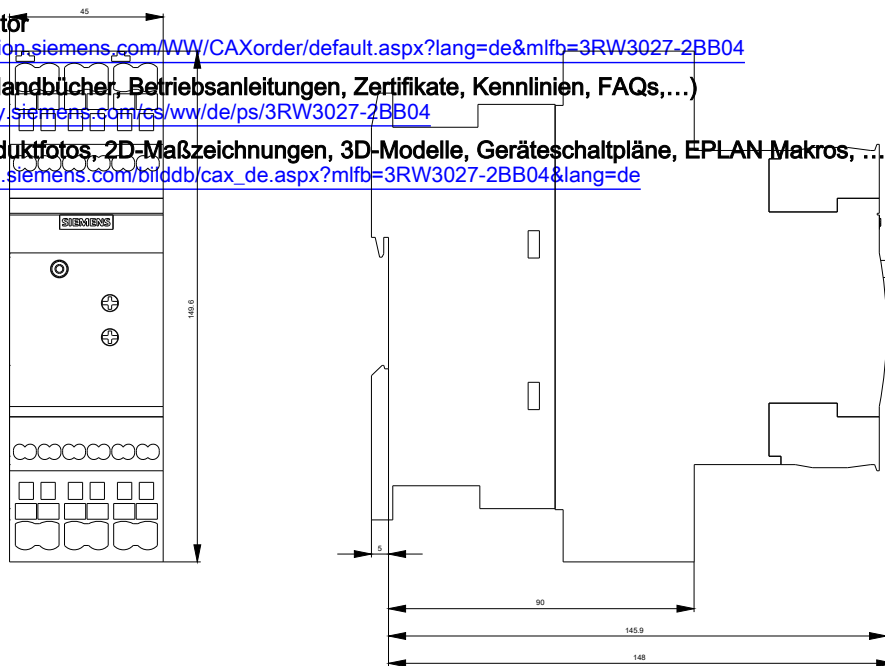 tor
45
ion.siemens.com/WW/CAXorder/default.aspx?lang=de&mlfb=3RW3027-2BB04
Handbücher, Betriebsanleitungen, Zertifikate, Kennlinien, FAQs,...)
y.siemens.com/cs/ww/de/ps/3RW3027-2BB04
duktfotos, 2D-Maßzeichnungen, 3D-Modelle, Geräteschaltpläne, EPLAN Makros, ...
.siemens.com/bilddb/cax_de.aspx?mlfb=3RW3027-2BB04&lang=de
SIEMENS
149.6
5
90
145.9
148